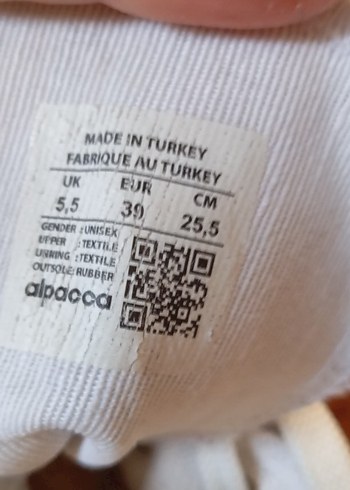 MADE IN TURKEY
FABRIQUE AU TURKEY
UK EUR CM
5,5 39 25,5
GENDER :UNISEX
UPPER :TEXTILE
LINING :TEXTILE
OUTSOLE:RUBBER
alpacca